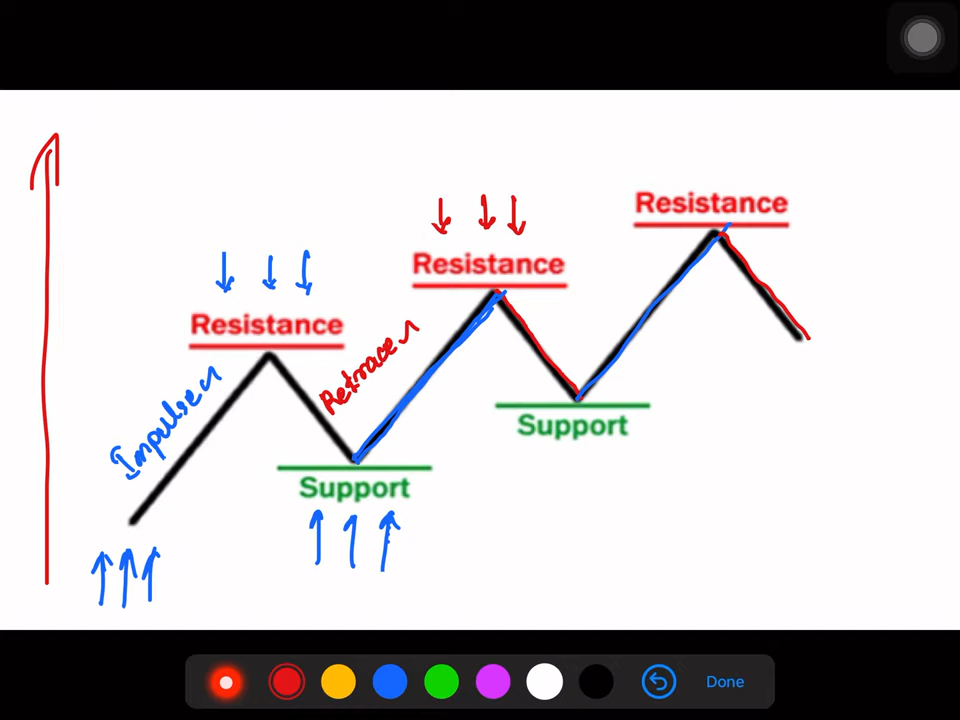 Resistance
Resistance
Resistance
Impulse
Retrace
Support
Support
Done